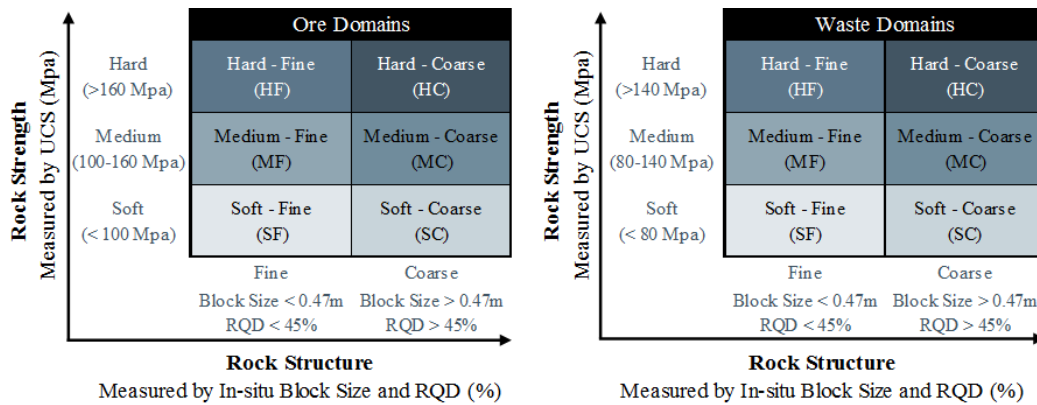 Rock Strength
Measured by UCS (Mpa)
Ore Domains
Hard
(>160 Mpa)
Hard - Fine
(HF)
Hard - Coarse
(HC)
Medium
(100-160 Mpa)
Medium - Fine
(MF)
Medium - Coarse
(MC)
Soft
(< 100 Mpa)
Soft - Fine
(SF)
Soft - Coarse
(SC)
Fine
Block Size < 0.47m
RQD < 45%
Coarse
Block Size > 0.47m
RQD > 45%
Rock Structure
Measured by In-situ Block Size and RQD (%)
Rock Strength
Measured by UCS (Mpa)
Waste Domains
Hard
(>140 Mpa)
Hard - Fine
(HF)
Hard - Coarse
(HC)
Medium
(80-140 Mpa)
Medium - Fine
(MF)
Medium - Coarse
(MC)
Soft
(< 80 Mpa)
Soft - Fine
(SF)
Soft - Coarse
(SC)
Fine
Block Size < 0.47m
RQD < 45%
Coarse
Block Size > 0.47m
RQD > 45%
Rock Structure
Measured by In-situ Block Size and RQD (%)